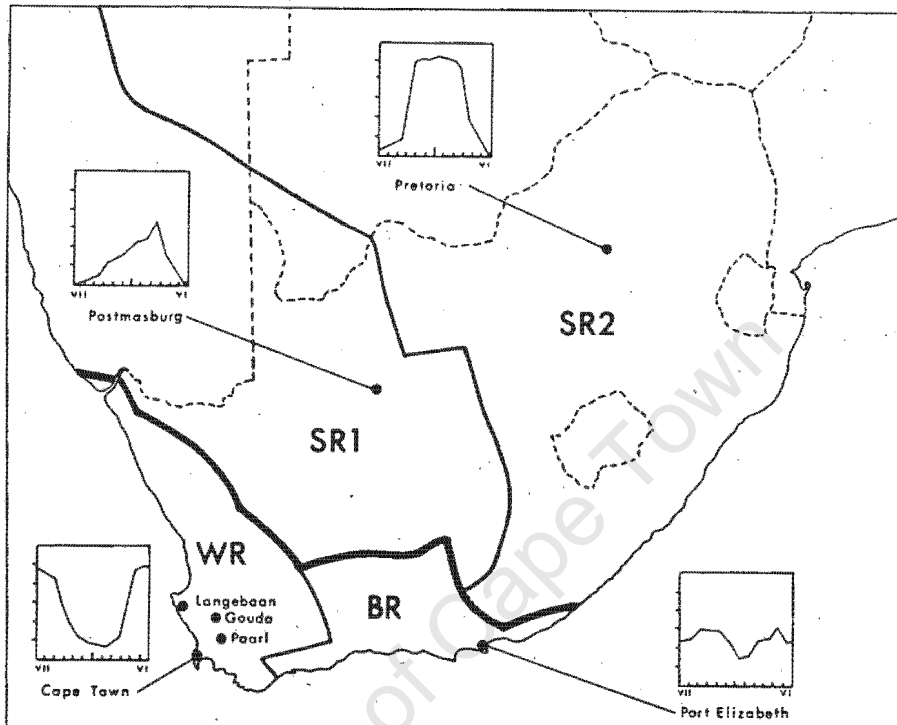 VII VI
Pretoria
VII VI
Postmasburg
SR2
SR1
WR
Langebaan
Gouda
Paarl
BR
VII VI
Cape Town
VII VI
Port Elizabeth
of Cape Town